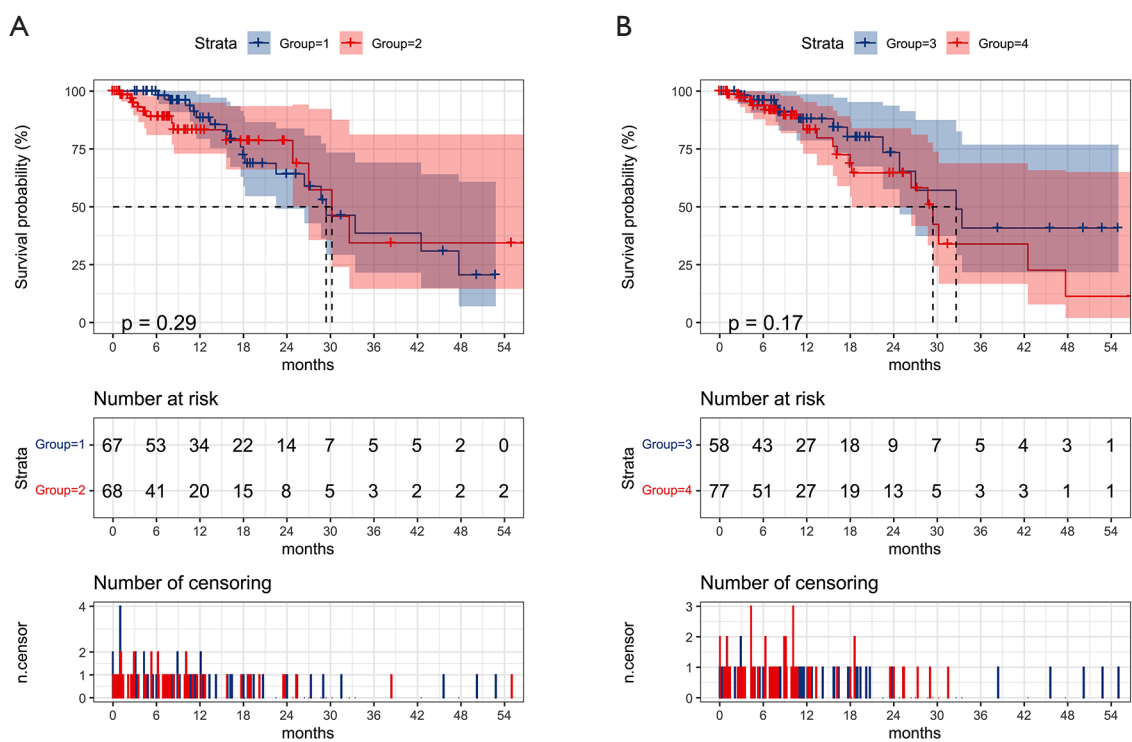 A
Strata Group=1 Group=2
Survival probability (%)
100
75
50
25
0
p = 0.29
0 6 12 18 24 30 36 42 48 54
months
Number at risk
Strata
Group=1 67 53 34 22 14 7 5 5 2 0
Group=2 68 41 20 15 8 5 3 2 2 2
0 6 12 18 24 30 36 42 48 54
months
Number of censoring
n.censor
4
2
1
0
0 6 12 18 24 30 36 42 48 54
months
B
Strata Group=3 Group=4
Survival probability (%)
100
75
50
25
0
p = 0.17
0 6 12 18 24 30 36 42 48 54
months
Number at risk
Strata
Group=3 58 43 27 18 9 7 5 4 3 1
Group=4 77 51 27 19 13 5 3 3 1 1
0 6 12 18 24 30 36 42 48 54
months
Number of censoring
n.censor
3
2
1
0
0 6 12 18 24 30 36 42 48 54
months